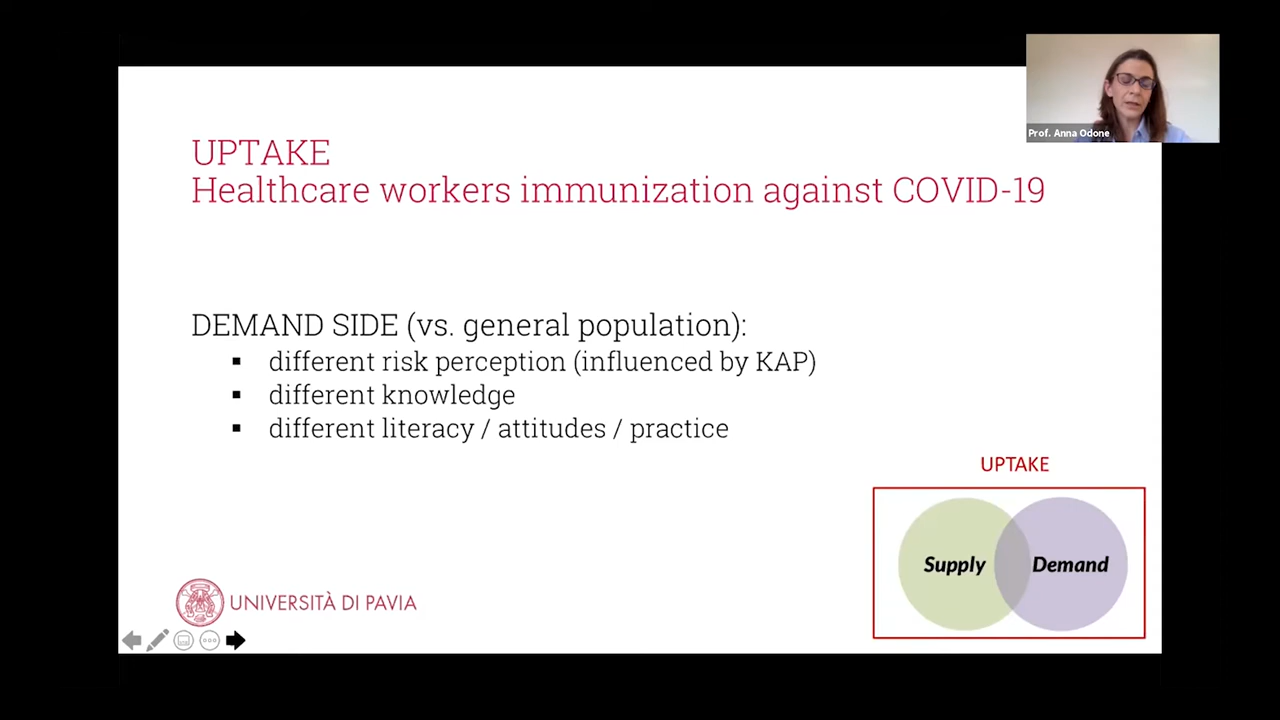 Prof. Anna Odone
UPTAKE
Healthcare workers immunization against COVID-19
DEMAND SIDE (vs. general population):
▪ different risk perception (influenced by KAP)
▪ different knowledge
▪ different literacy / attitudes / practice
UPTAKE
Supply
Demand
UNIVERSITÀ DI PAVIA